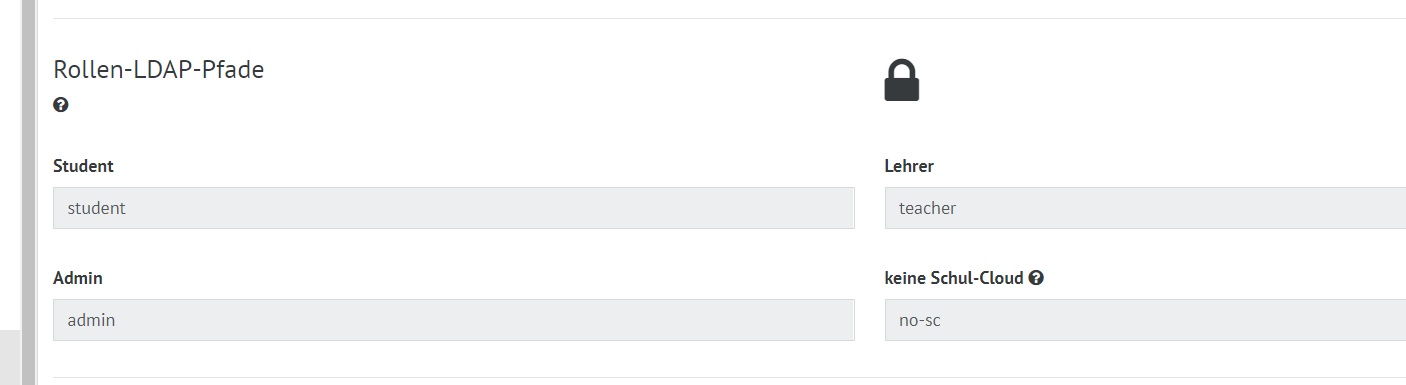 Rollen-LDAP-Pfade
Student
Lehrer
student
teacher
Admin
keine Schul-Cloud
admin
no-sc